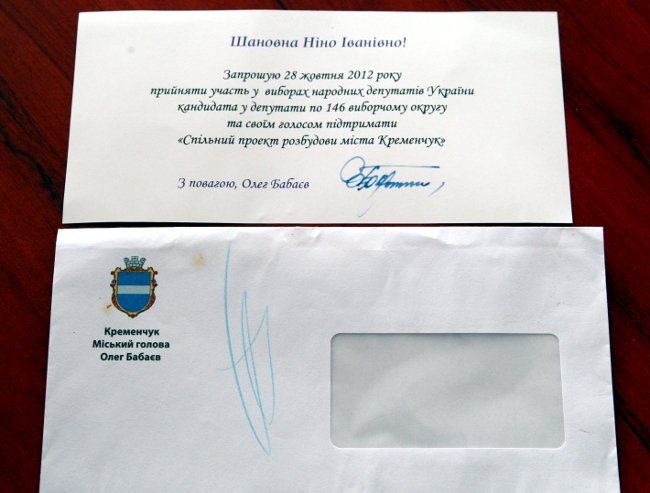 Шановна Ніно Іванівно!
Запрошую 28 жовтня 2012 року
прийняти участь у виборах народних депутатів України
кандидата у депутати по 146 виборчому округу
та своїм голосом підтримати
«Спільний проект розбудови міста Кременчук»
З повагою, Олег Бабаєв
Кременчук
Міський голова
Олег Бабаєв